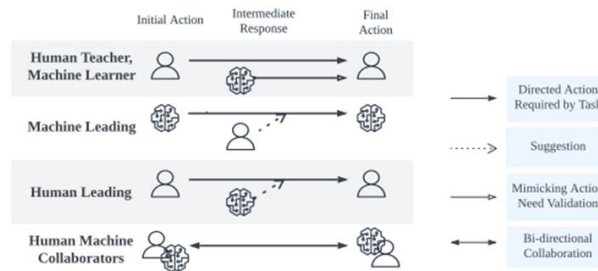 Initial Action
Intermediate
Response
Final
Action
Human Teacher,
Machine Learner
Machine Leading
Human Leading
Human Machine
Collaborators
Directed Action
Required by Task
Suggestion
Mimicking Action
Need Validation
Bi-directional
Collaboration